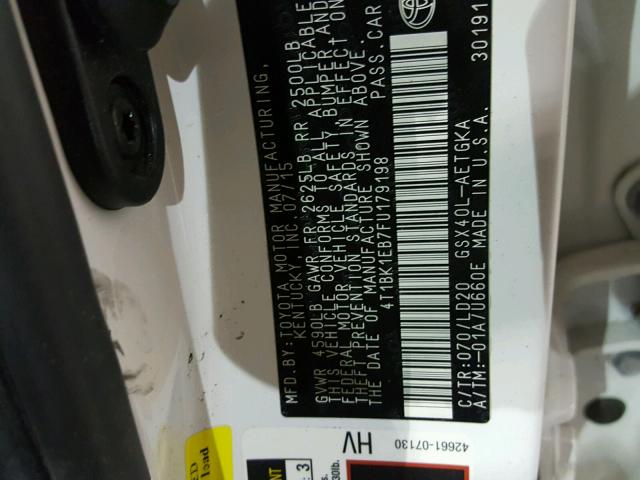 MFD.BY:TOYOTA MOTOR MANUFACTURING,
KENTUCKY, INC. 07/15
GVWR 4590LB GAWR FR 2625LB RR 2500LB
THIS VEHICLE CONFORMS TO ALL APPLICABLE
FEDERAL MOTOR VEHICLE SAFETY, BUMPER AND
THEFT PREVENTION STANDARDS IN EFFECT ON
THE DATE OF MANUFACTURE SHOWN ABOVE.
4T1BK1EB7FU179198 PASS.CAR
C/TR:070/LD20 GSX40L-AETGKA
A/TM:-01A/U660E MADE IN U.S.A. 30191
42661-07130
HV
load
3
30lb.